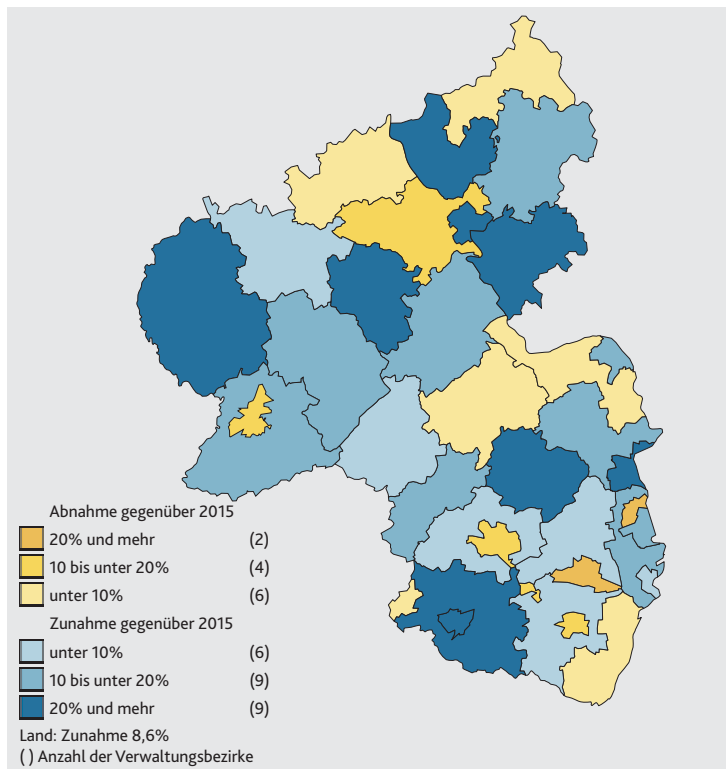 Abnahme gegenüber 2015
20% und mehr (2)
10 bis unter 20% (4)
unter 10% (6)
Zunahme gegenüber 2015
unter 10% (6)
10 bis unter 20% (9)
20% und mehr (9)
Land: Zunahme 8,6%
( ) Anzahl der Verwaltungsbezirke